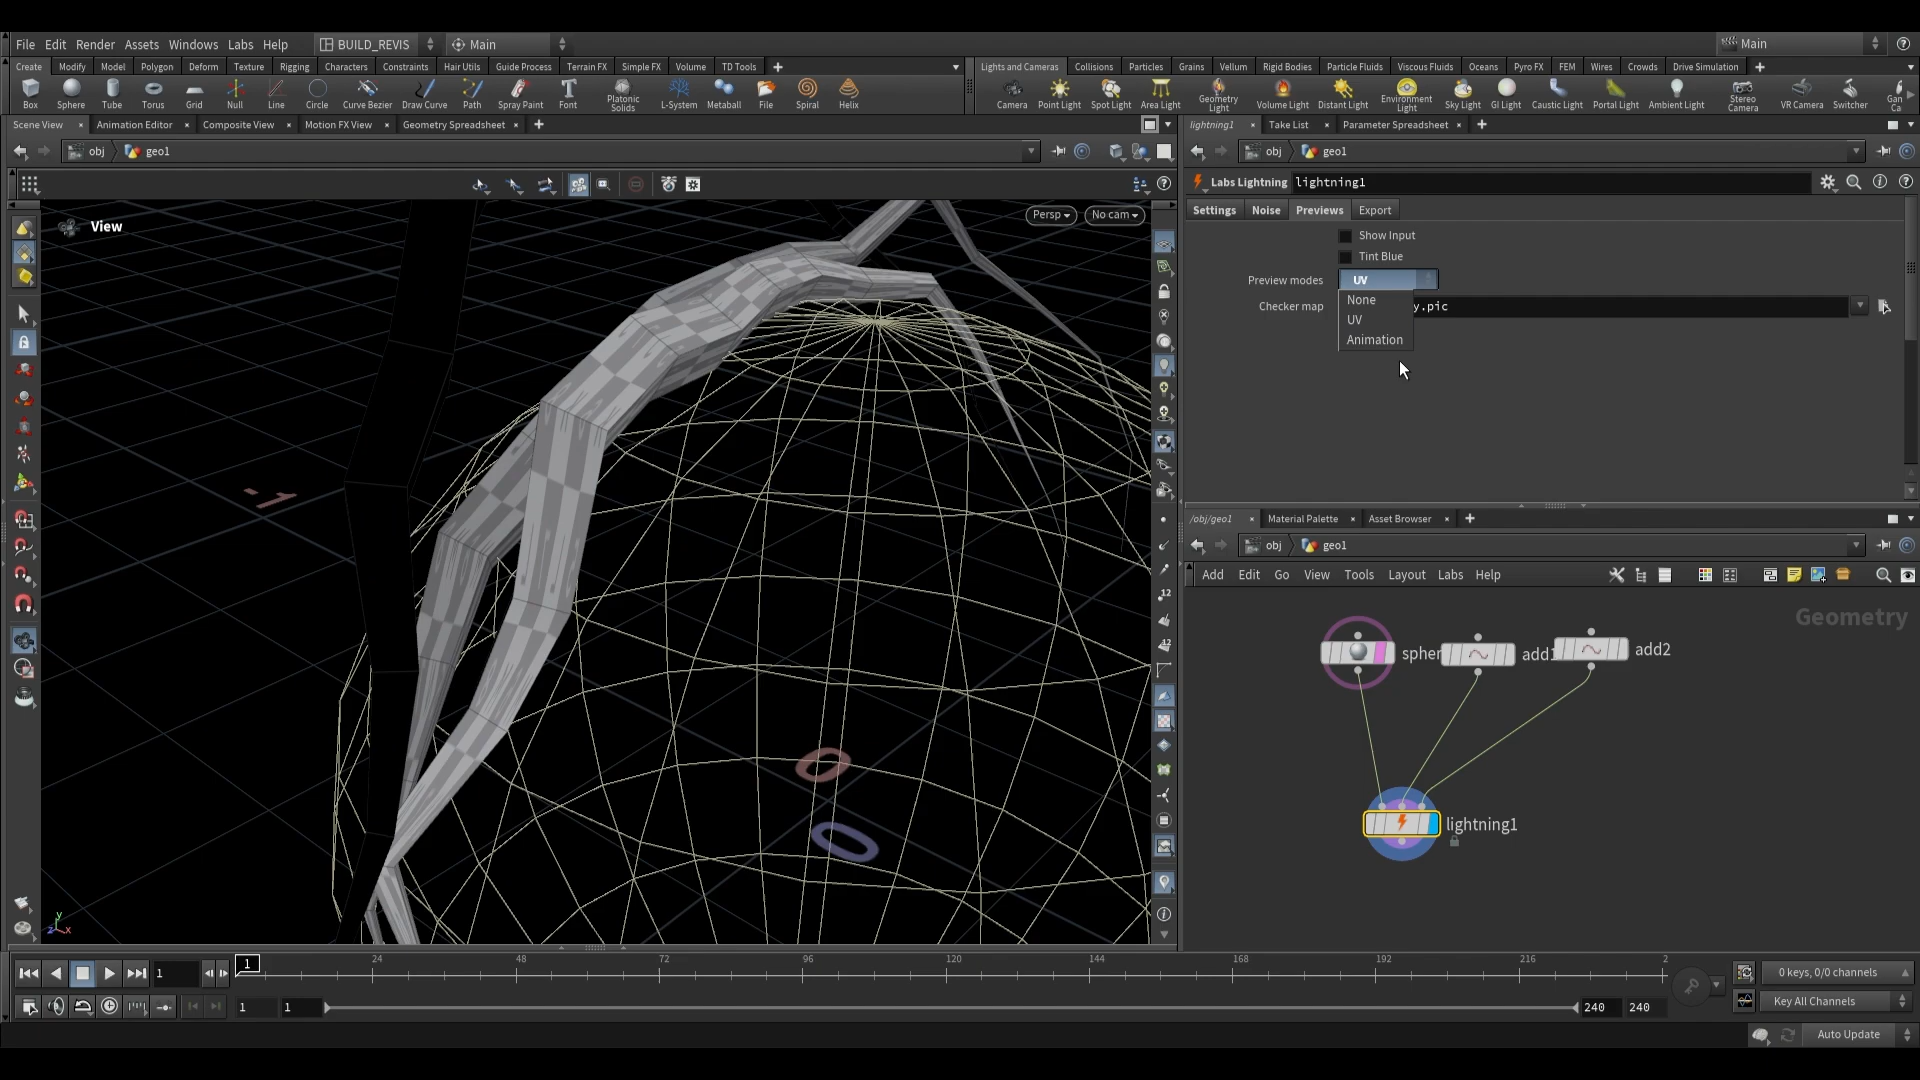 File Edit Render Assets Windows Labs Help BUILD_REVIS Main Main
Create Modify Model Polygon Deform Texture Rigging Characters Constraints Hair Utils Guide Process Terrain FX Simple FX Volume TD Tools
Lights and Cameras Collisions Particles Grains Vellum Rigid Bodies Particle Fluids Viscous Fluids Oceans Pyro FX FEM Wires Crowds Drive Simulation
Box Sphere Tube Torus Grid Null Line Circle Curve Bezier Draw Curve Path Spray Paint Font Platonic Solids L-System Metaball File Spiral Helix
Camera Point Light Spot Light Area Light Geometry Light Volume Light Distant Light Environment Light Sky Light GI Light Caustic Light Portal Light Ambient Light Stereo Camera VR Camera Switcher Gan Ca
Scene View Animation Editor Composite View Motion FX View Geometry Spreadsheet
lightning1 Take List Parameter Spreadsheet
obj geo1
obj geo1
Labs Lightning lightning1
Settings Noise Previews Export
View
Persp No cam
Show Input
Tint Blue
Preview modes UV
None
Checker map y.pic
UV
Animation
-1
0
0
y
z x
12
42
/obj/geo1 Material Palette Asset Browser
obj geo1
Add Edit Go View Tools Layout Labs Help
Geometry
spher add1 add2
lightning1
1 1 24 48 72 96 120 144 168 192 216 2
0 keys, 0/0 channels
1 1 240 240
Key All Channels
Auto Update